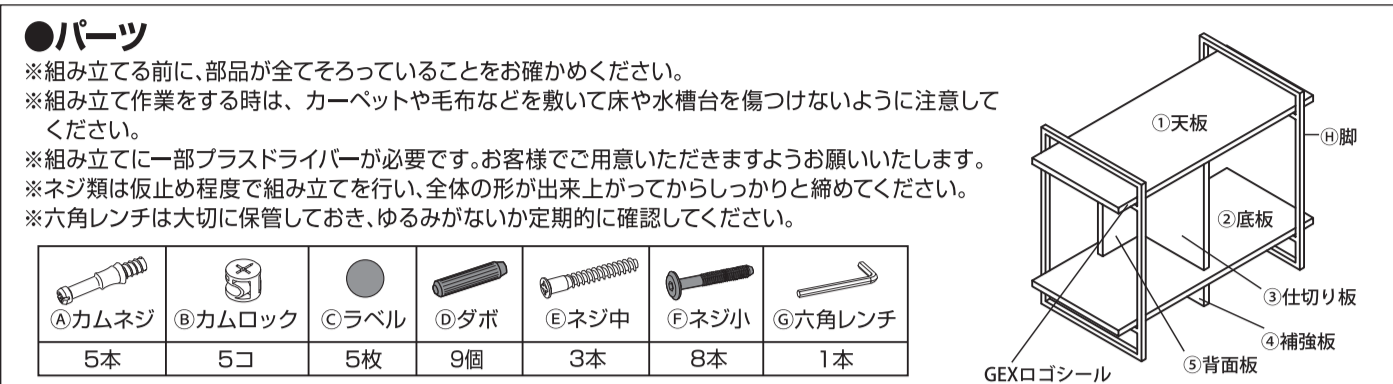 ●パーツ
※組み立てる前に、部品が全てそろっていることをお確かめください。
※組み立て作業をする時は、カーペットや毛布などを敷いて床や水槽台を傷つけないように注意して
ください。
※組み立てに一部プラスドライバーが必要です。お客様でご用意いただきますようお願いいたします。
※ネジ類は仮止め程度で組み立てを行い、全体の形が出来上がってからしっかりと締めてください。
※六角レンチは大切に保管しておき、ゆるみがないか定期的に確認してください。
Ⓐカムネジ Ⓑカムロック Ⓒラベル Ⓓダボ Ⓔネジ中 Ⓕネジ小 Ⓖ六角レンチ
5本 5コ 5枚 9個 3本 8本 1本
①天板
Ⓗ脚
②底板
③仕切り板
④補強板
⑤背面板
GEXロゴシール